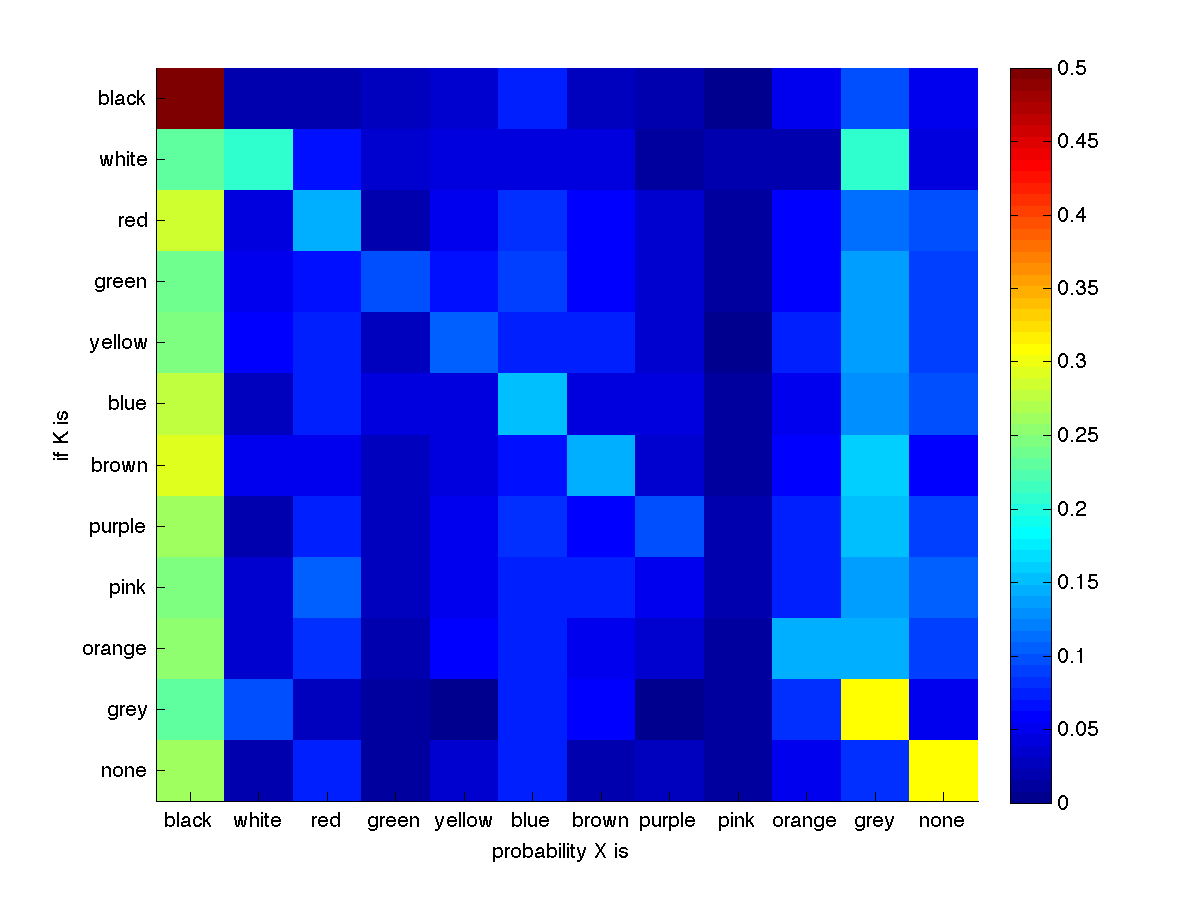 black
white
red
green
yellow
blue
brown
purple
pink
orange
grey
none
if K is
black white red green yellow blue brown purple pink orange grey none
probability X is
0.5
0.45
0.4
0.35
0.3
0.25
0.2
0.15
0.1
0.05
0